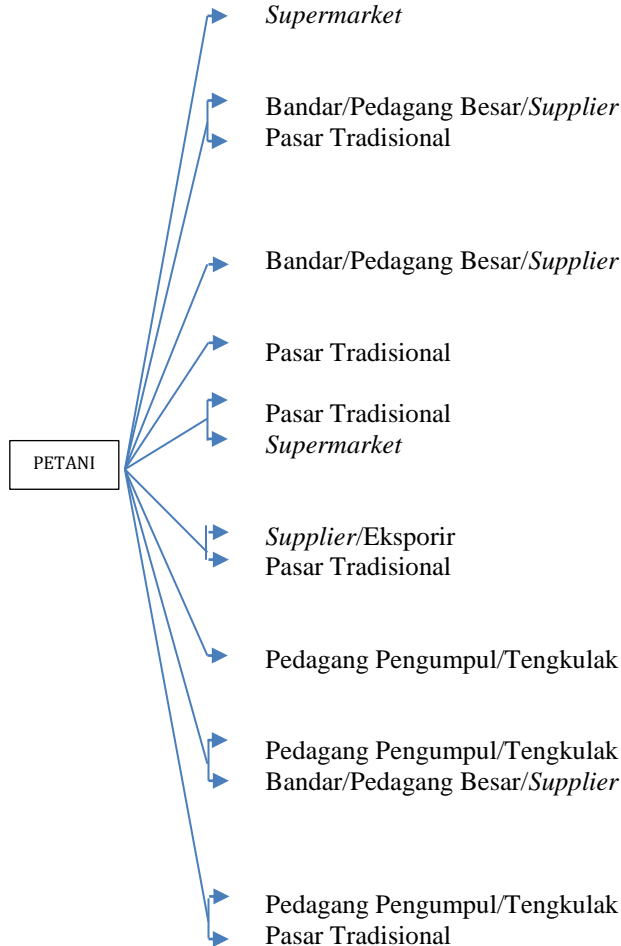 Supermarket
Bandar/Pedagang Besar/Supplier
Pasar Tradisional
Bandar/Pedagang Besar/Supplier
Pasar Tradisional
Pasar Tradisional
Supermarket
PETANI
Supplier/Eksporir
Pasar Tradisional
Pedagang Pengumpul/Tengkulak
Pedagang Pengumpul/Tengkulak
Bandar/Pedagang Besar/Supplier
Pedagang Pengumpul/Tengkulak
Pasar Tradisional